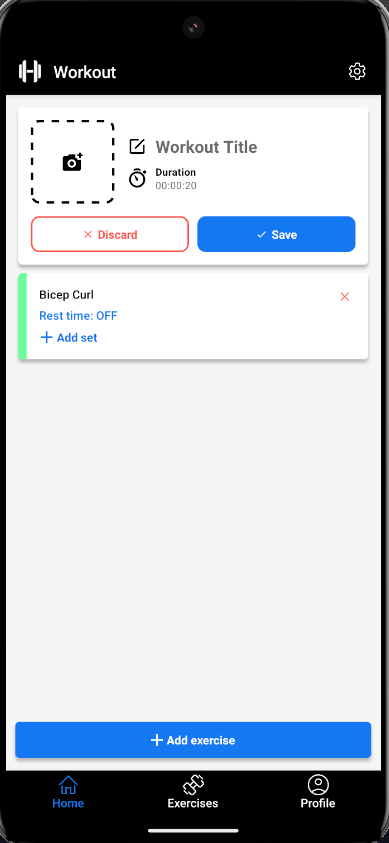 Workout
Workout Title
Duration
00:00:20
Discard
Save
Bicep Curl
Rest time: OFF
Add set
Add exercise
Home
Exercises
Profile